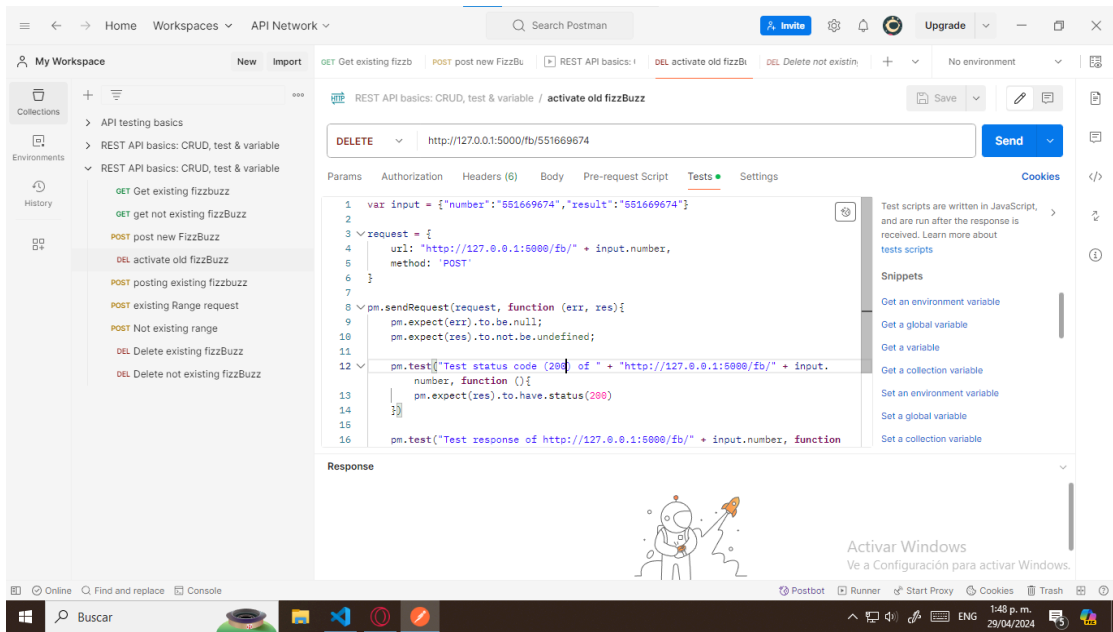 Home Workspaces API Network Search Postman Invite Upgrade
My Workspace New Import GET Get existing fizzb POST post new FizzBu REST API basics: DEL activate old fizzBu DEL Delete not existin No environment
Collections
Environments
History
API testing basics
REST API basics: CRUD, test & variable
REST API basics: CRUD, test & variable
GET Get existing fizzbuzz
GET get not existing fizzBuzz
POST post new FizzBuzz
DEL activate old fizzBuzz
POST posting existing fizzbuzz
POST existing Range request
POST Not existing range
DEL Delete existing fizzBuzz
DEL Delete not existing fizzBuzz
HTTP REST API basics: CRUD, test & variable / activate old fizzBuzz Save
DELETE http://127.0.0.1:5000/fb/551669674 Send
Params Authorization Headers (6) Body Pre-request Script Tests Settings Cookies
1 var input = {"number":"551669674","result":"551669674"}
2
3 request = {
4 url: "http://127.0.0.1:5000/fb/" + input.number,
5 method: 'POST'
6 }
7
8 pm.sendRequest(request, function (err, res){
9 pm.expect(err).to.be.null;
10 pm.expect(res).to.not.be.undefined;
11
12 pm.test("Test status code (200) of " + "http://127.0.0.1:5000/fb/" + input.
number, function (){
13 pm.expect(res).to.have.status(200)
14 })
15
16 pm.test("Test response of http://127.0.0.1:5000/fb/" + input.number, function
Test scripts are written in JavaScript,
and are run after the response is
received. Learn more about
tests scripts
Snippets
Get an environment variable
Get a global variable
Get a variable
Get a collection variable
Set an environment variable
Set a global variable
Set a collection variable
Response
Activar Windows
Ve a Configuración para activar Windows.
Online Find and replace Console Postbot Runner Start Proxy Cookies Trash
Buscar ENG 1:48 p. m.
29/04/2024 5